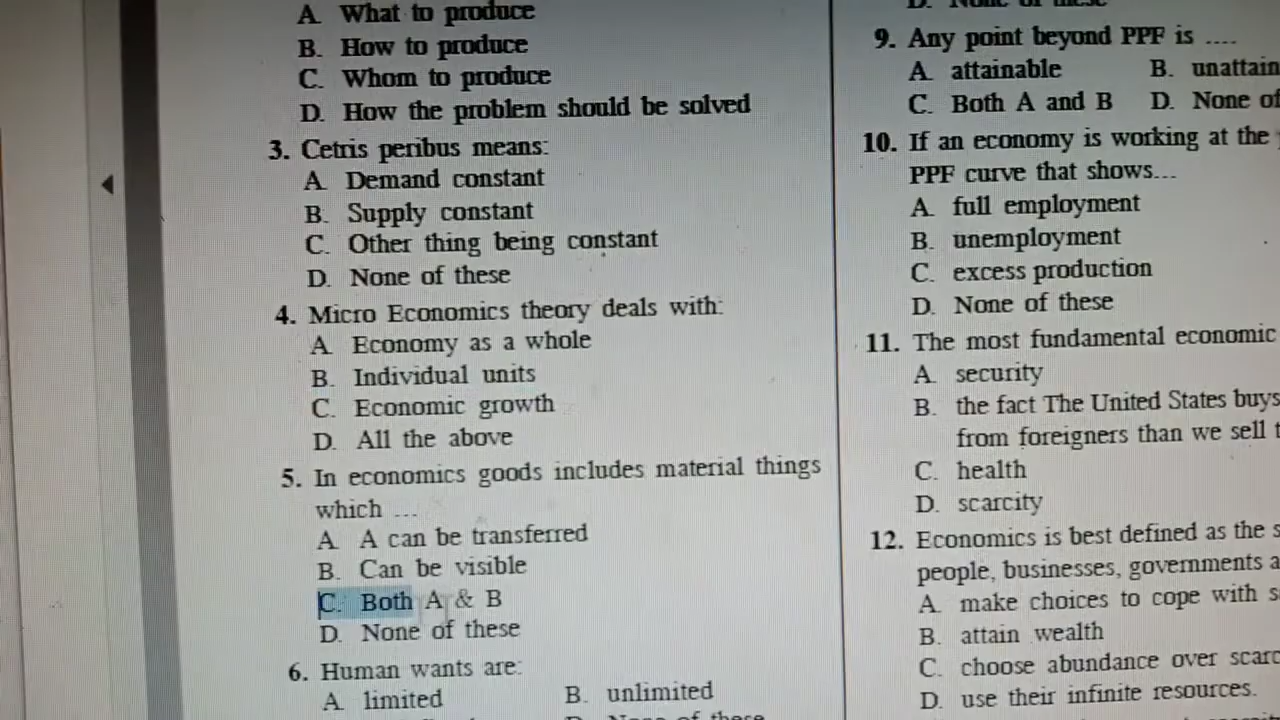 A. What to produce
B. How to produce
C. Whom to produce
D. How the problem should be solved
3. Cetris peribus means:
A. Demand constant
B. Supply constant
C. Other thing being constant
D. None of these
4. Micro Economics theory deals with:
A. Economy as a whole
B. Individual units
C. Economic growth
D. All the above
5. In economics goods includes material things
which ...
A. A can be transferred
B. Can be visible
C. Both A & B
D. None of these
6. Human wants are:
A. limited B. unlimited
D. None of these
D. None of these
9. Any point beyond PPF is ....
A. attainable B. unattain
C. Both A and B D. None of
10. If an economy is working at the
PPF curve that shows...
A. full employment
B. unemployment
C. excess production
D. None of these
11. The most fundamental economic
A. security
B. the fact The United States buys
from foreigners than we sell
C. health
D. scarcity
12. Economics is best defined as the
people, businesses, governments
A. make choices to cope with
B. attain wealth
C. choose abundance over scarc
D. use their infinite resources.